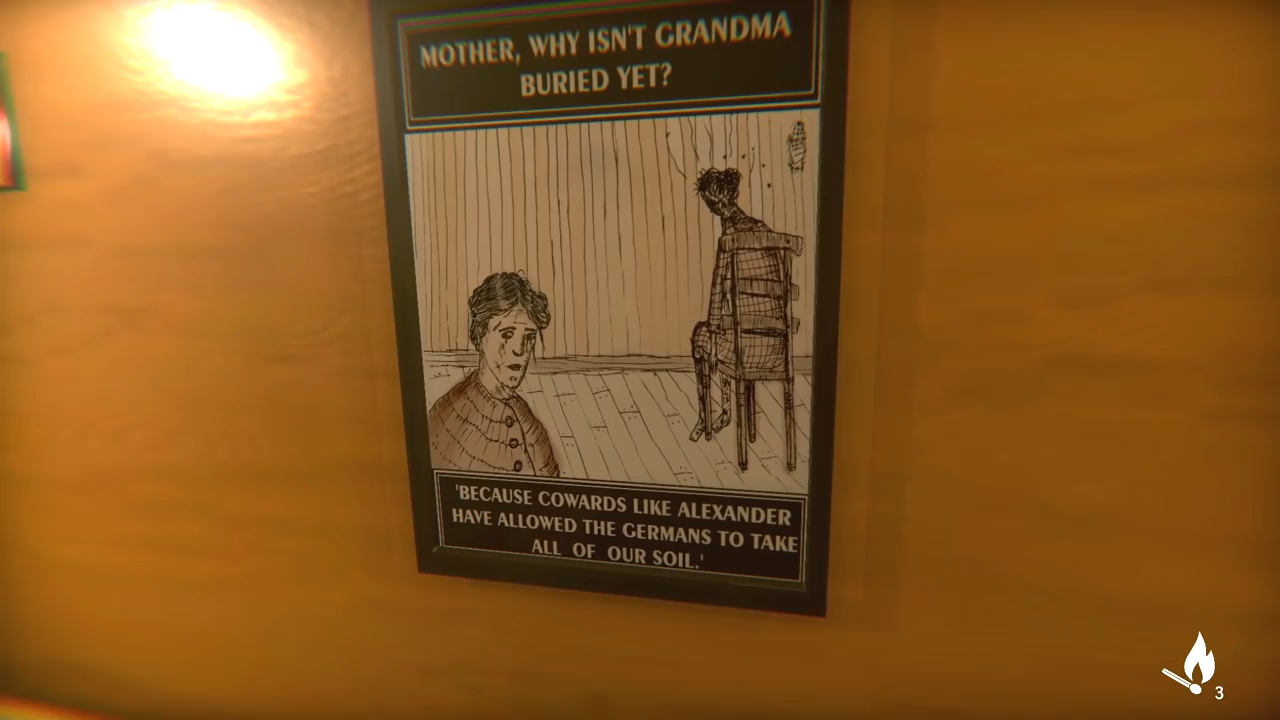 MOTHER, WHY ISN'T GRANDMA
BURIED YET?
'BECAUSE COWARDS LIKE ALEXANDER
HAVE ALLOWED THE GERMANS TO TAKE
ALL OF OUR SOIL.'
3